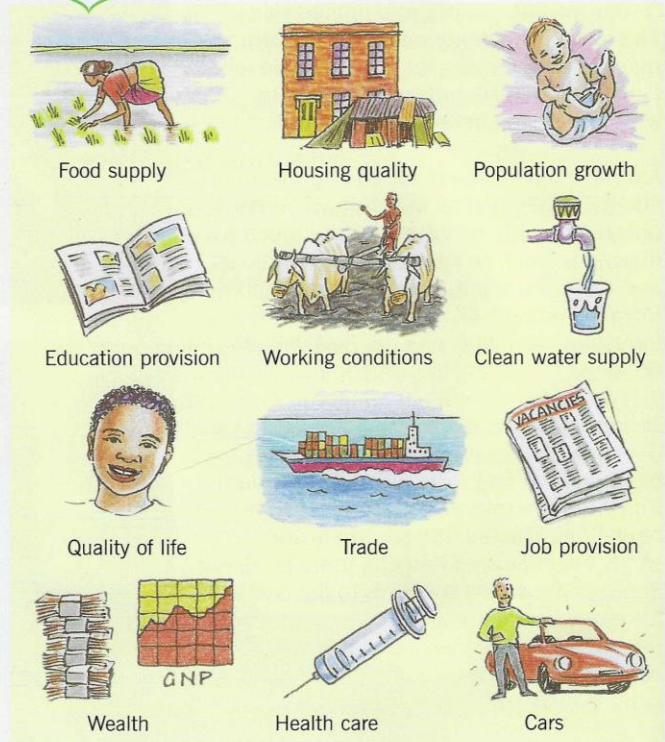 Food supply
Housing quality
Population growth
Education provision
Working conditions
Clean water supply
VACANCIES
Quality of life
Trade
Job provision
GNP
Wealth
Health care
Cars